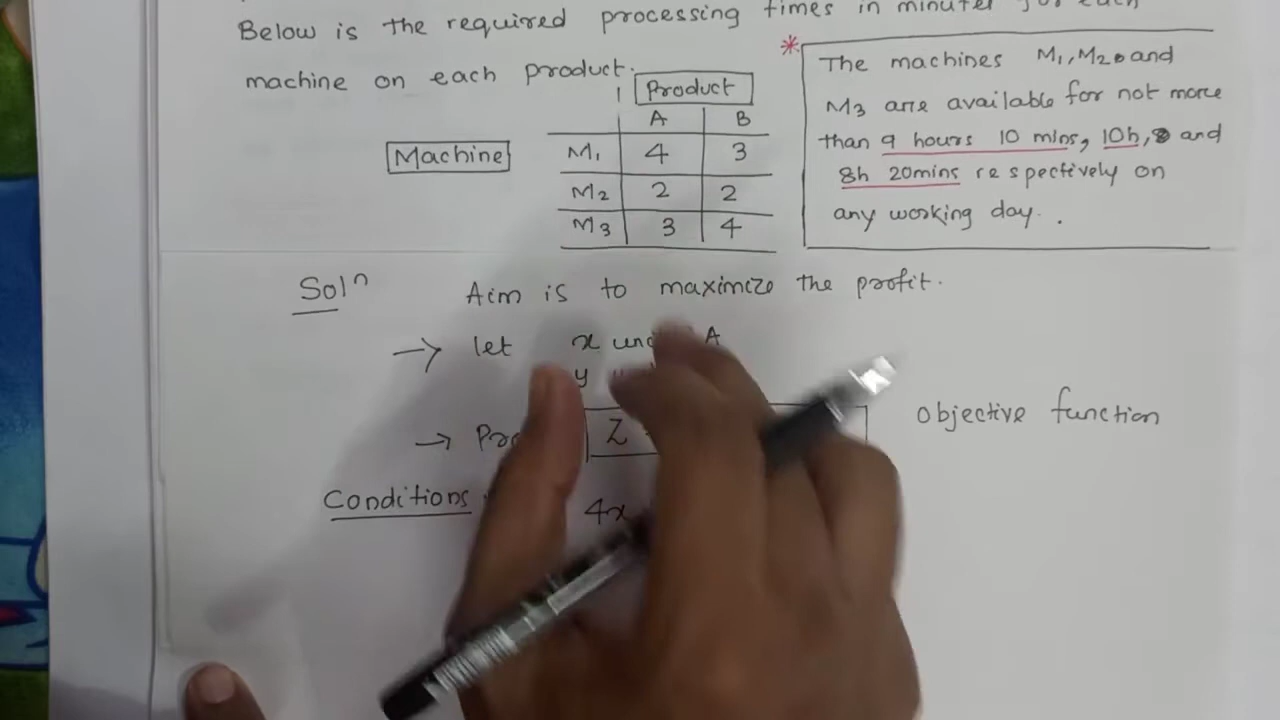 Below is the required processing times in minutes for each
machine on each product.
Product
A B
Machine
M1 4 3
M2 2 2
M3 3 4
* The machines M1, M2 and
M3 are available for not more
than 9 hours 10 mins, 10h, and
8h 20mins respectively on
any working day.
Soln Aim is to maximize the profit.
→ let x A
y
→ Z
objective function
Conditions
4x